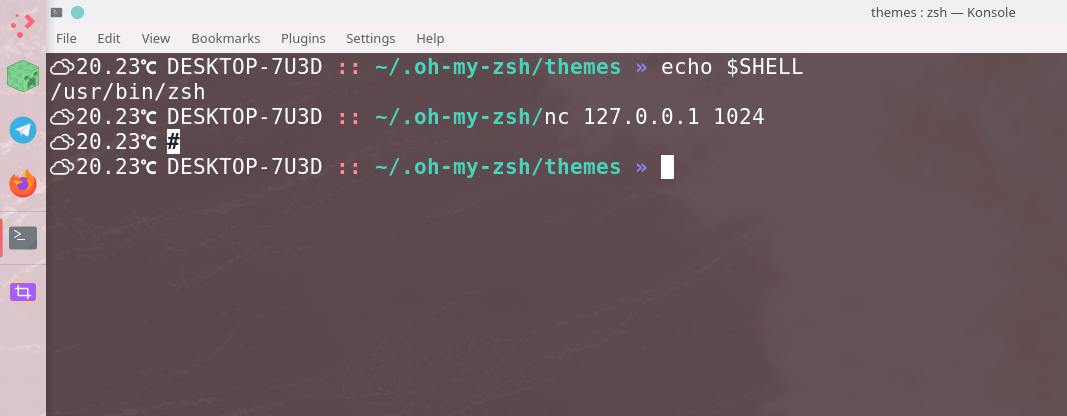 themes : zsh — Konsole
File Edit View Bookmarks Plugins Settings Help
20.23℃ DESKTOP-7U3D :: ~/.oh-my-zsh/themes » echo $SHELL
/usr/bin/zsh
20.23℃ DESKTOP-7U3D :: ~/.oh-my-zsh/nc 127.0.0.1 1024
20.23℃ #
20.23℃ DESKTOP-7U3D :: ~/.oh-my-zsh/themes »